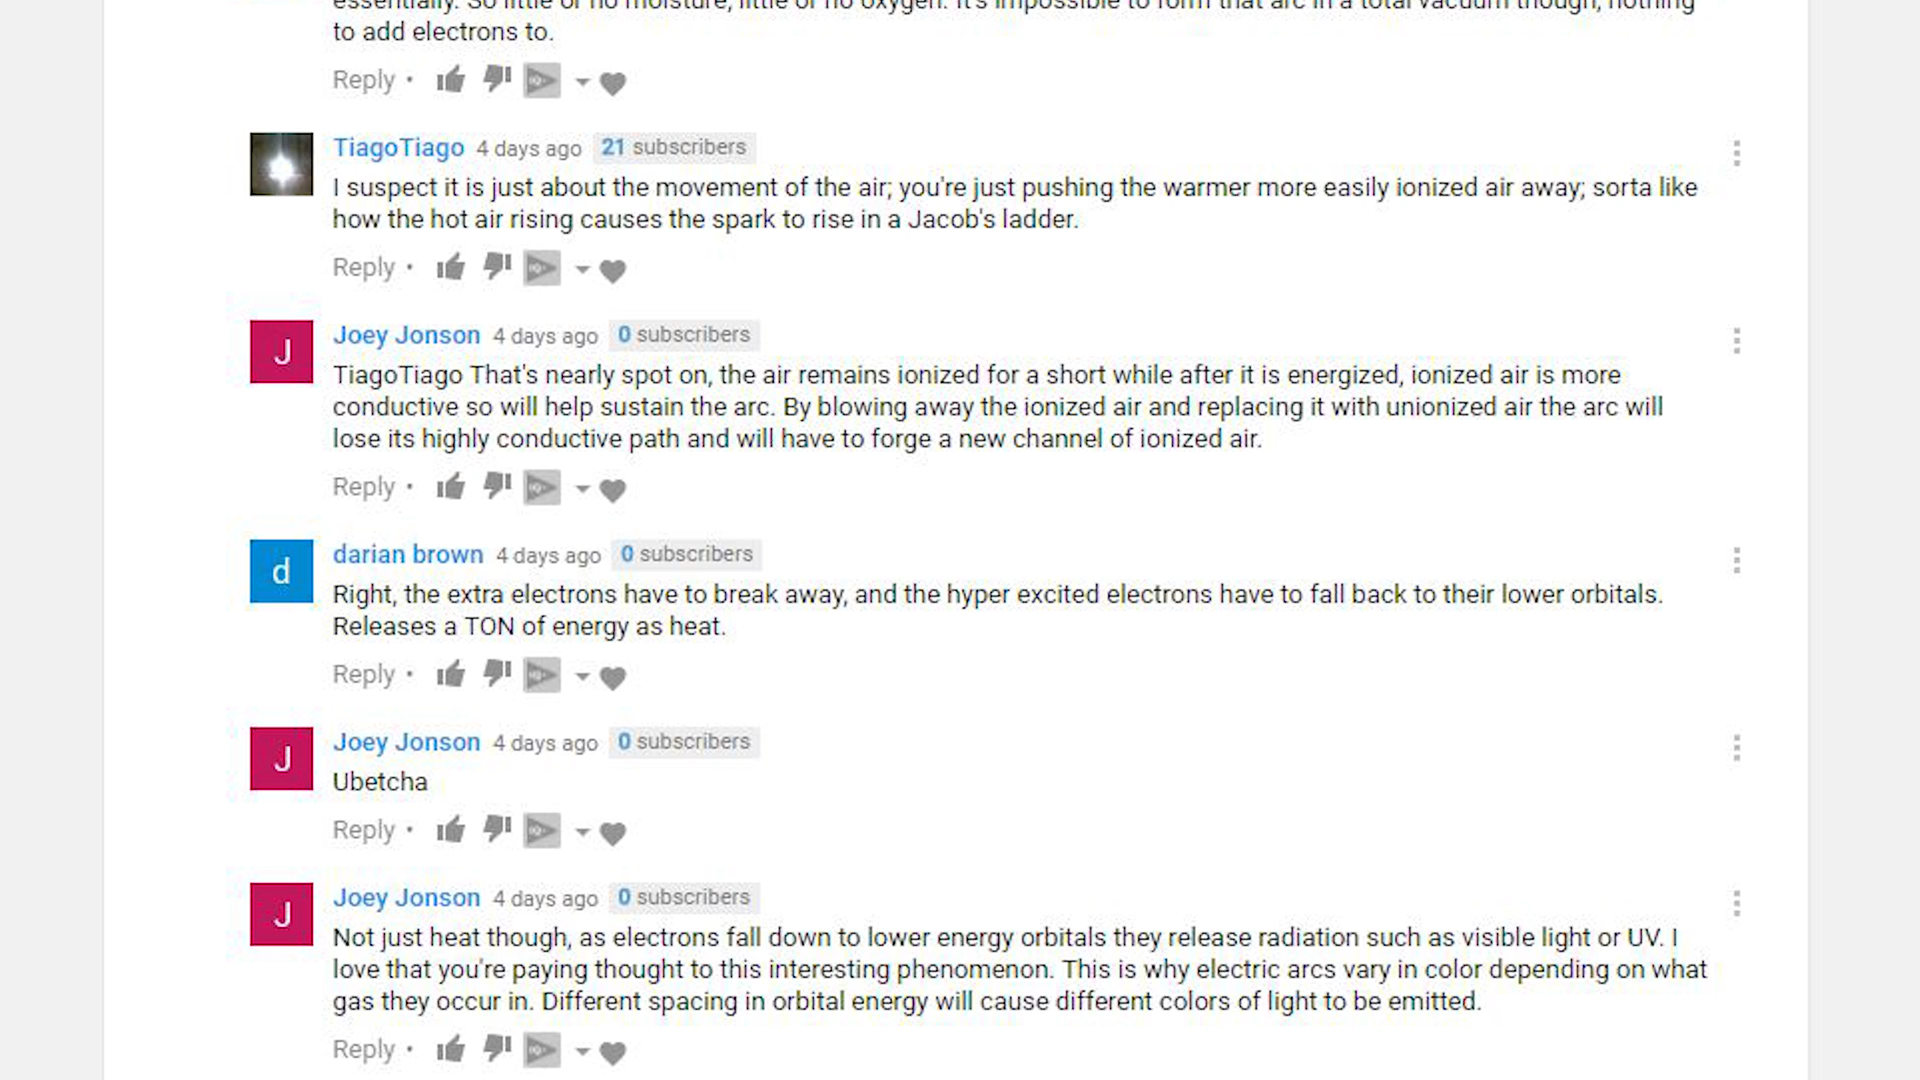 essentially. So little or no moisture, little or no oxygen. It's impossible to form that arc in a total vacuum though, nothing
to add electrons to.
Reply •
TiagoTiago 4 days ago 21 subscribers
I suspect it is just about the movement of the air; you're just pushing the warmer more easily ionized air away; sorta like
how the hot air rising causes the spark to rise in a Jacob's ladder.
Reply •
J Joey Jonson 4 days ago 0 subscribers
TiagoTiago That's nearly spot on, the air remains ionized for a short while after it is energized, ionized air is more
conductive so will help sustain the arc. By blowing away the ionized air and replacing it with unionized air the arc will
lose its highly conductive path and will have to forge a new channel of ionized air.
Reply •
d darian brown 4 days ago 0 subscribers
Right, the extra electrons have to break away, and the hyper excited electrons have to fall back to their lower orbitals.
Releases a TON of energy as heat.
Reply •
J Joey Jonson 4 days ago 0 subscribers
Ubetcha
Reply •
J Joey Jonson 4 days ago 0 subscribers
Not just heat though, as electrons fall down to lower energy orbitals they release radiation such as visible light or UV. I
love that you're paying thought to this interesting phenomenon. This is why electric arcs vary in color depending on what
gas they occur in. Different spacing in orbital energy will cause different colors of light to be emitted.
Reply •